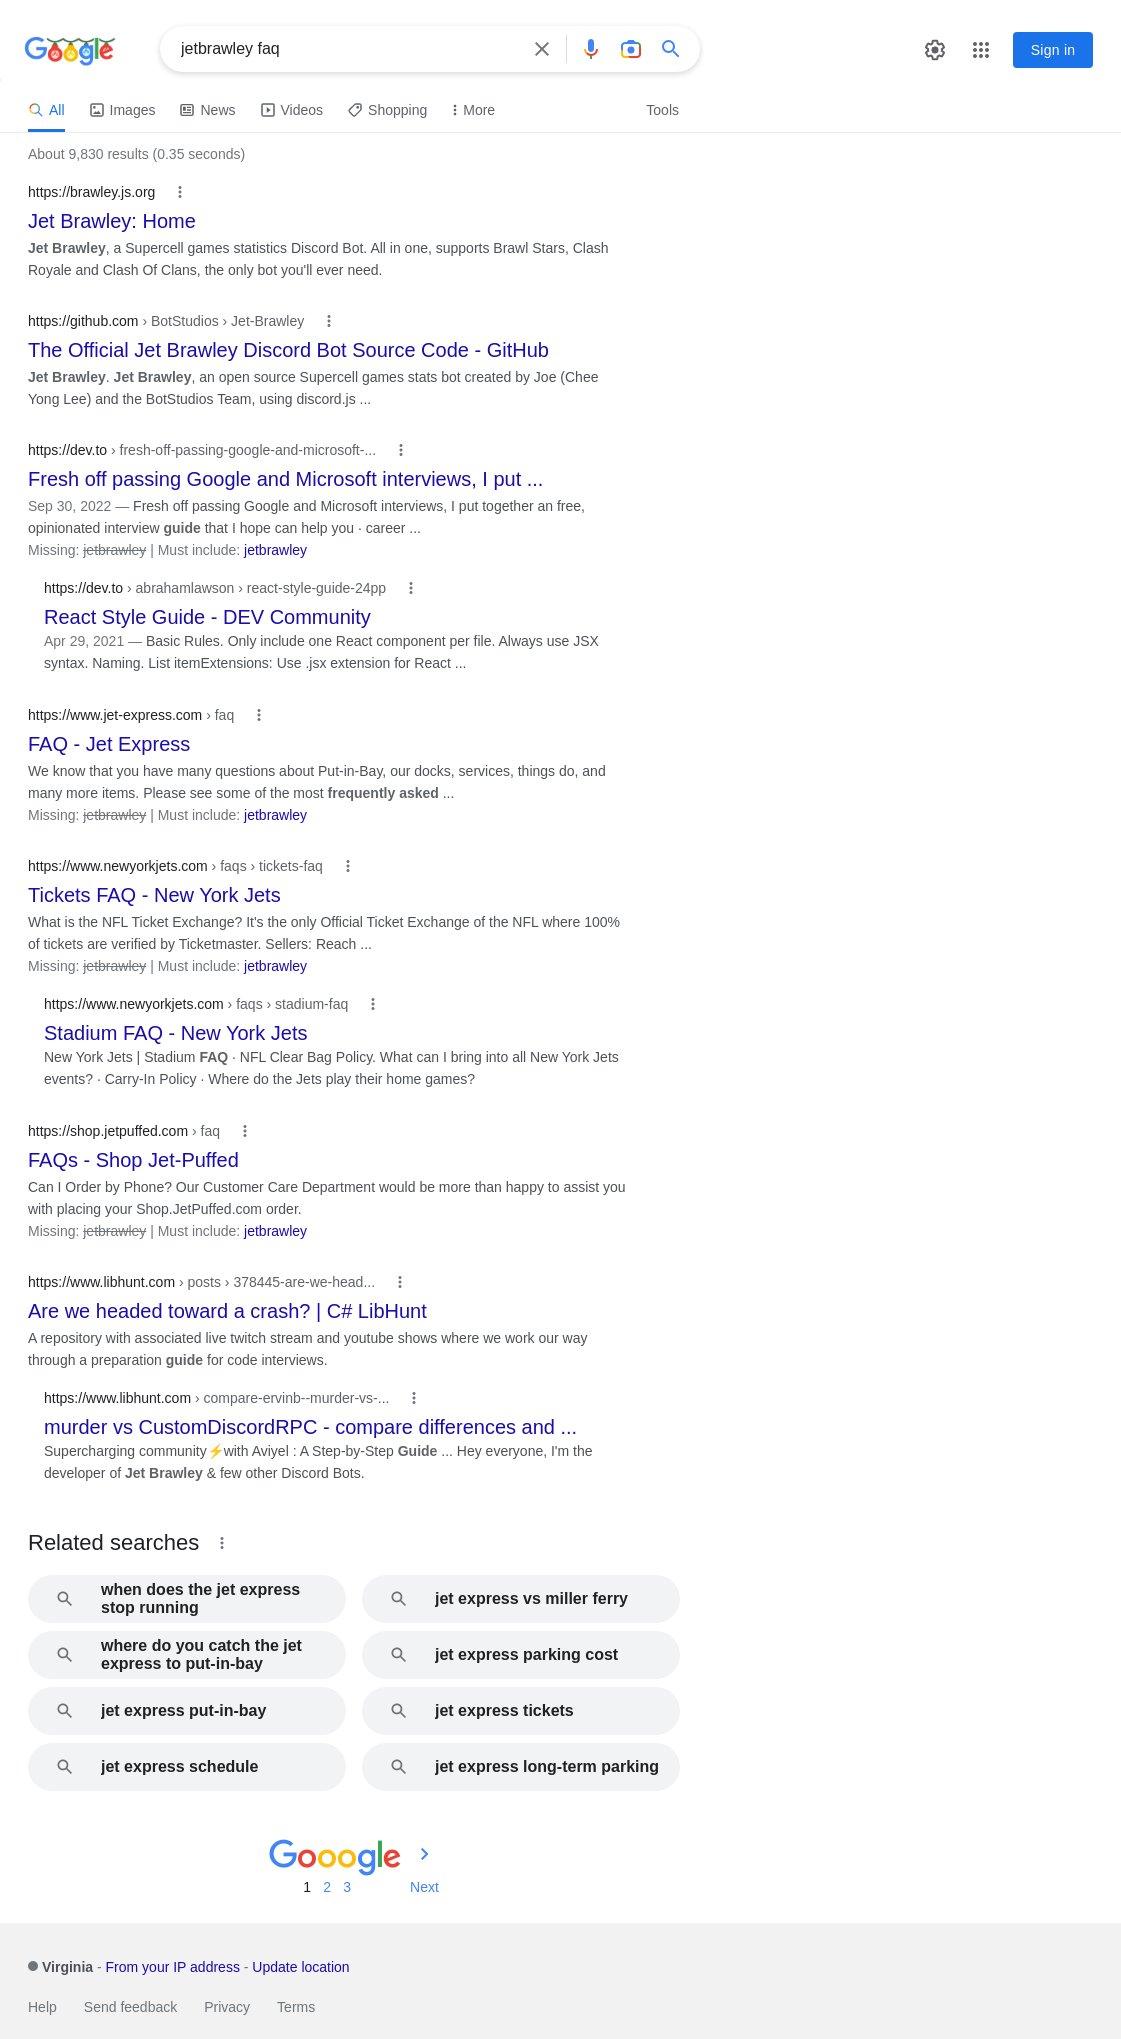 Google
jetbrawley faq
Sign in
All
Images
News
Videos
Shopping
More
Tools
About 9,830 results (0.35 seconds)
https://brawley.js.org
Jet Brawley: Home
Jet Brawley, a Supercell games statistics Discord Bot. All in one, supports Brawl Stars, Clash
Royale and Clash Of Clans, the only bot you'll ever need.
https://github.com › BotStudios › Jet-Brawley
The Official Jet Brawley Discord Bot Source Code - GitHub
Jet Brawley. Jet Brawley, an open source Supercell games stats bot created by Joe (Chee
Yong Lee) and the BotStudios Team, using discord.js ...
https://dev.to › fresh-off-passing-google-and-microsoft-...
Fresh off passing Google and Microsoft interviews, I put ...
Sep 30, 2022 — Fresh off passing Google and Microsoft interviews, I put together an free,
opinionated interview guide that I hope can help you · career ...
Missing: jetbrawley | Must include: jetbrawley
https://dev.to › abrahamlawson › react-style-guide-24pp
React Style Guide - DEV Community
Apr 29, 2021 — Basic Rules. Only include one React component per file. Always use JSX
syntax. Naming. List itemExtensions: Use .jsx extension for React ...
https://www.jet-express.com › faq
FAQ - Jet Express
We know that you have many questions about Put-in-Bay, our docks, services, things do, and
many more items. Please see some of the most frequently asked ...
Missing: jetbrawley | Must include: jetbrawley
https://www.newyorkjets.com › faqs › tickets-faq
Tickets FAQ - New York Jets
What is the NFL Ticket Exchange? It's the only Official Ticket Exchange of the NFL where 100%
of tickets are verified by Ticketmaster. Sellers: Reach ...
Missing: jetbrawley | Must include: jetbrawley
https://www.newyorkjets.com › faqs › stadium-faq
Stadium FAQ - New York Jets
New York Jets | Stadium FAQ · NFL Clear Bag Policy. What can I bring into all New York Jets
events? · Carry-In Policy · Where do the Jets play their home games?
https://shop.jetpuffed.com › faq
FAQs - Shop Jet-Puffed
Can I Order by Phone? Our Customer Care Department would be more than happy to assist you
with placing your Shop.JetPuffed.com order.
Missing: jetbrawley | Must include: jetbrawley
https://www.libhunt.com › posts › 378445-are-we-head...
Are we headed toward a crash? | C# LibHunt
A repository with associated live twitch stream and youtube shows where we work our way
through a preparation guide for code interviews.
https://www.libhunt.com › compare-ervinb--murder-vs-...
murder vs CustomDiscordRPC - compare differences and ...
Supercharging community⚡with Aviyel : A Step-by-Step Guide ... Hey everyone, I'm the
developer of Jet Brawley & few other Discord Bots.
Related searches
when does the jet express
stop running
jet express vs miller ferry
where do you catch the jet
express to put-in-bay
jet express parking cost
jet express put-in-bay
jet express tickets
jet express schedule
jet express long-term parking
Gooogle
1 2 3 Next
Virginia - From your IP address - Update location
Help Send feedback Privacy Terms